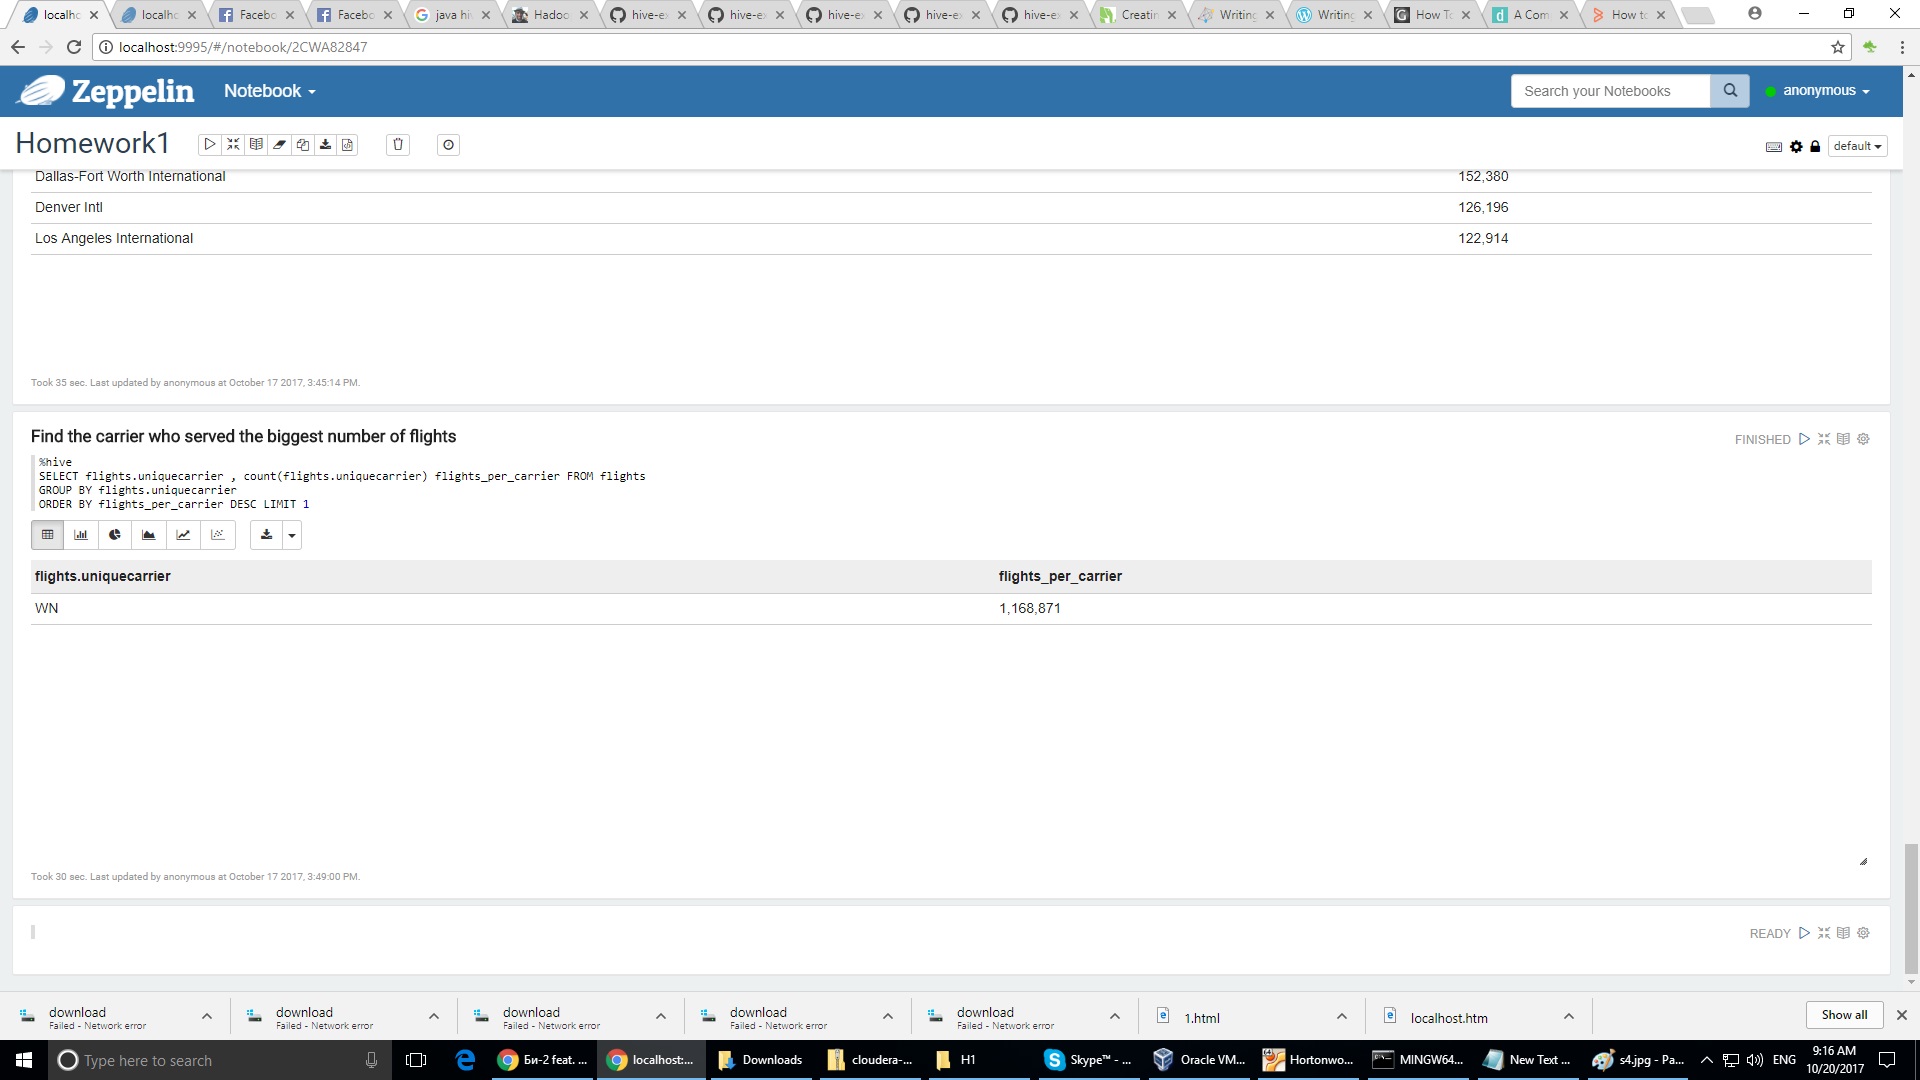 localhc
localhc
Facebo
Facebo
java hi
Hadoo
hive-e
hive-e
hive-e
hive-e
hive-e
Creatin
Writing
Writing
How To
A Com
How to
localhost:9995/#/notebook/2CWA82847
Zeppelin
Notebook
Search your Notebooks
anonymous
Homework1
default
Dallas-Fort Worth International 152,380
Denver Intl 126,196
Los Angeles International 122,914
Took 35 sec. Last updated by anonymous at October 17 2017, 3:45:14 PM.
Find the carrier who served the biggest number of flights
FINISHED
%hive
SELECT flights.uniquecarrier , count(flights.uniquecarrier) flights_per_carrier FROM flights
GROUP BY flights.uniquecarrier
ORDER BY flights_per_carrier DESC LIMIT 1
flights.uniquecarrier flights_per_carrier
WN 1,168,871
Took 30 sec. Last updated by anonymous at October 17 2017, 3:49:00 PM.
READY
download
Failed - Network error
download
Failed - Network error
download
Failed - Network error
download
Failed - Network error
download
Failed - Network error
1.html
localhost.htm
Show all
Type here to search
Би-2 feat. ...
localhost:...
Downloads
cloudera-...
H1
Skype™ - ...
Oracle VM...
Hortonwo...
MINGW64...
New Text ...
s4.jpg - Pa...
ENG
9:16 AM
10/20/2017